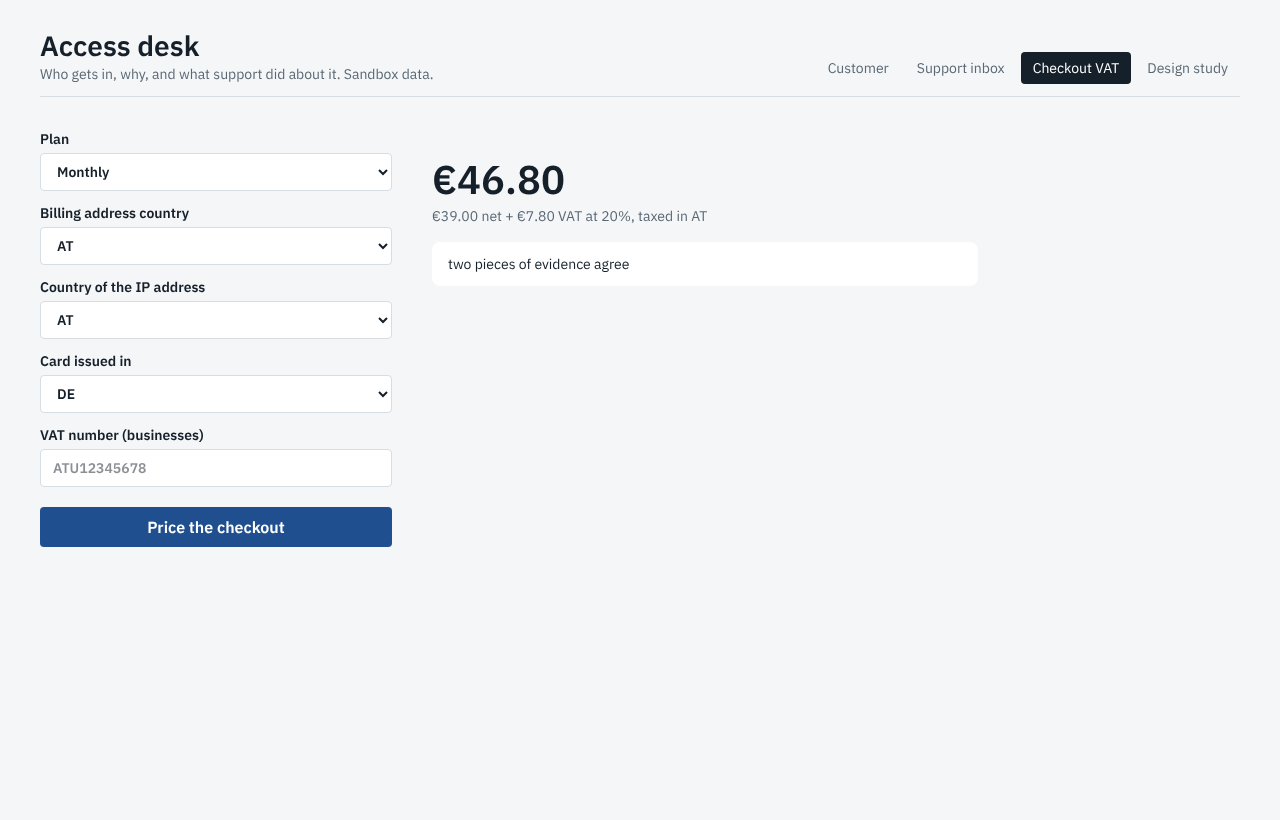 Access desk
Who gets in, why, and what support did about it. Sandbox data.
Customer
Support inbox
Checkout VAT
Design study
Plan
Monthly
Billing address country
AT
Country of the IP address
AT
Card issued in
DE
VAT number (businesses)
ATU12345678
Price the checkout
€46.80
€39.00 net + €7.80 VAT at 20%, taxed in AT
two pieces of evidence agree